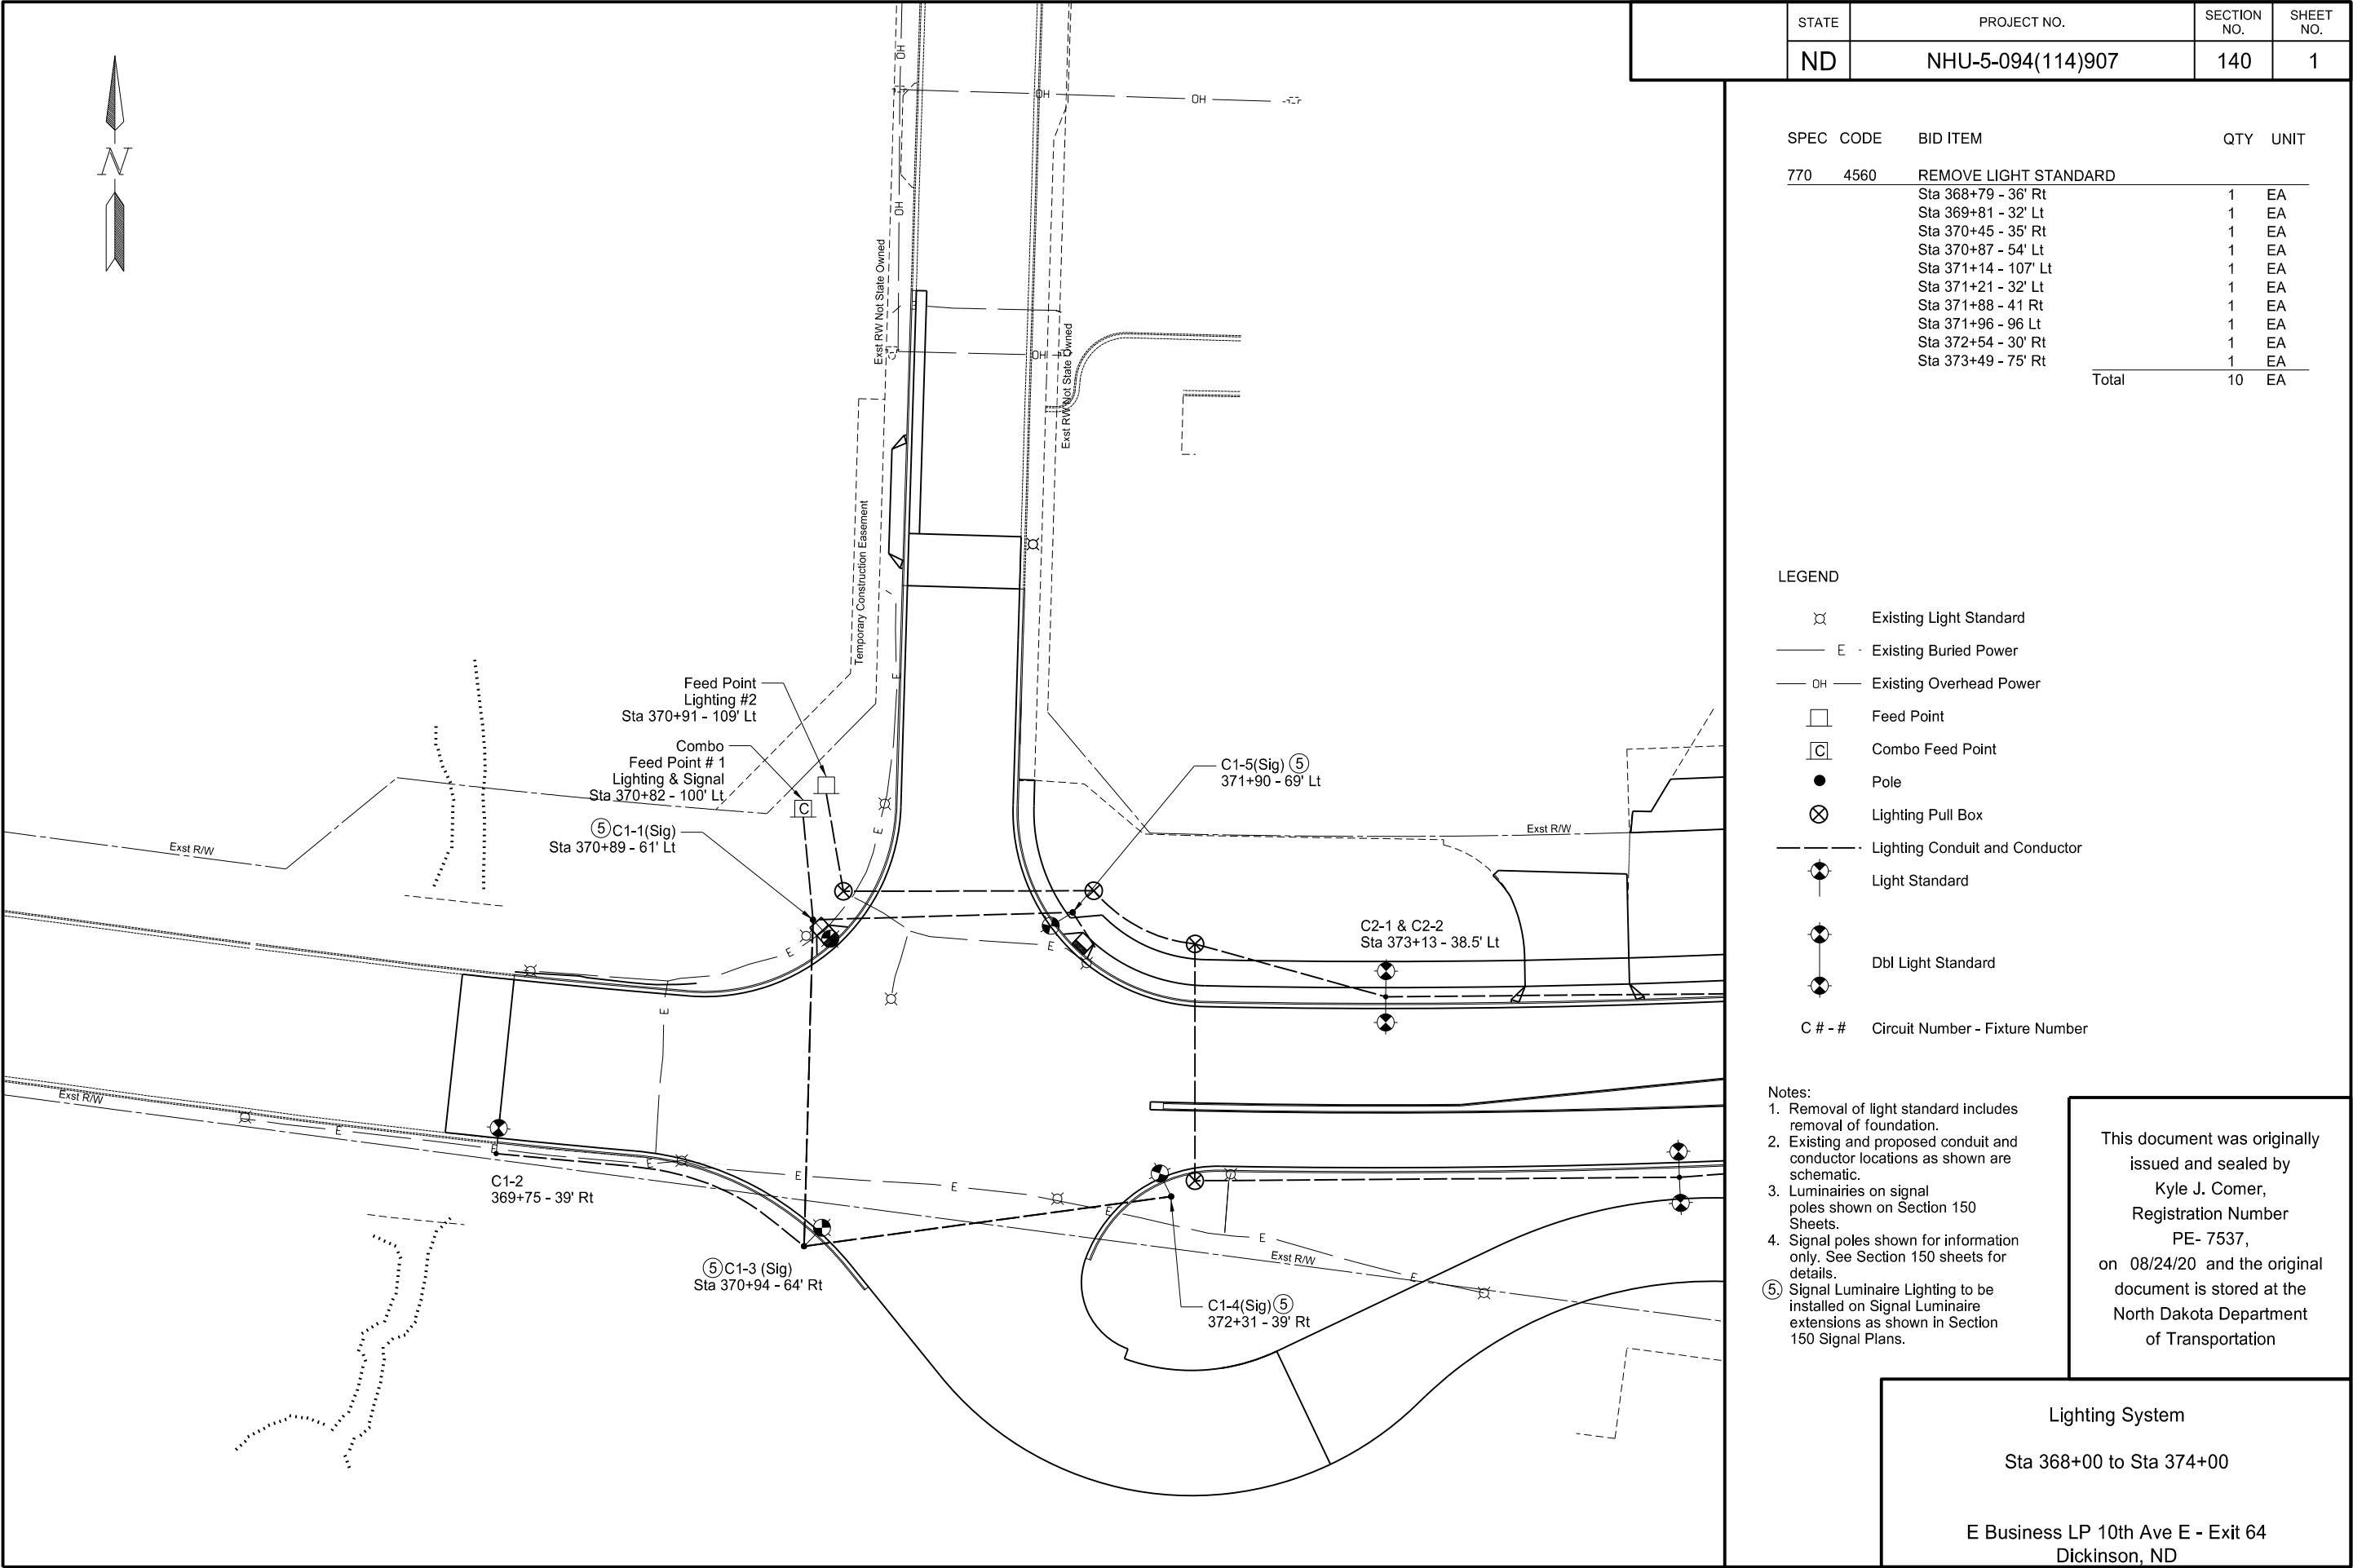 STATE PROJECT NO. SECTION NO. SHEET NO.
ND NHU-5-094(114)907 140 1
SPEC CODE BID ITEM QTY UNIT
770 4560 REMOVE LIGHT STANDARD
Sta 368+79 - 36' Rt 1 EA
Sta 369+81 - 32' Lt 1 EA
Sta 370+45 - 35' Rt 1 EA
Sta 370+87 - 54' Lt 1 EA
Sta 371+14 - 107' Lt 1 EA
Sta 371+21 - 32' Lt 1 EA
Sta 371+88 - 41 Rt 1 EA
Sta 371+96 - 96 Lt 1 EA
Sta 372+54 - 30' Rt 1 EA
Sta 373+49 - 75' Rt 1 EA
Total 10 EA
N
OH
OH
OH
OH
OH
Exst RW Not State Owned
Exst RW Not State Owned
Temporary Construction Easement
E
E
Feed Point
Lighting #2
Sta 370+91 - 109' Lt
Combo
Feed Point # 1
Lighting & Signal
Sta 370+82 - 100' Lt
C
⑤C1-1(Sig)
Sta 370+89 - 61' Lt
C1-5(Sig) ⑤
371+90 - 69' Lt
Exst R/W
Exst R/W
E
E
E
E
C2-1 & C2-2
Sta 373+13 - 38.5' Lt
Exst R/W
E
E
E
E
E
E
E
E
C1-2
369+75 - 39' Rt
⑤C1-3 (Sig)
Sta 370+94 - 64' Rt
Exst R/W
C1-4(Sig)⑤
372+31 - 39' Rt
LEGEND
Existing Light Standard
E Existing Buried Power
OH Existing Overhead Power
Feed Point
C Combo Feed Point
Pole
Lighting Pull Box
Lighting Conduit and Conductor
Light Standard
Dbl Light Standard
C # - # Circuit Number - Fixture Number
Notes:
1. Removal of light standard includes
removal of foundation.
2. Existing and proposed conduit and
conductor locations as shown are
schematic.
3. Luminairies on signal
poles shown on Section 150
Sheets.
4. Signal poles shown for information
only. See Section 150 sheets for
details.
⑤. Signal Luminaire Lighting to be
installed on Signal Luminaire
extensions as shown in Section
150 Signal Plans.
This document was originally
issued and sealed by
Kyle J. Comer,
Registration Number
PE- 7537,
on 08/24/20 and the original
document is stored at the
North Dakota Department
of Transportation
Lighting System
Sta 368+00 to Sta 374+00
E Business LP 10th Ave E - Exit 64
Dickinson, ND